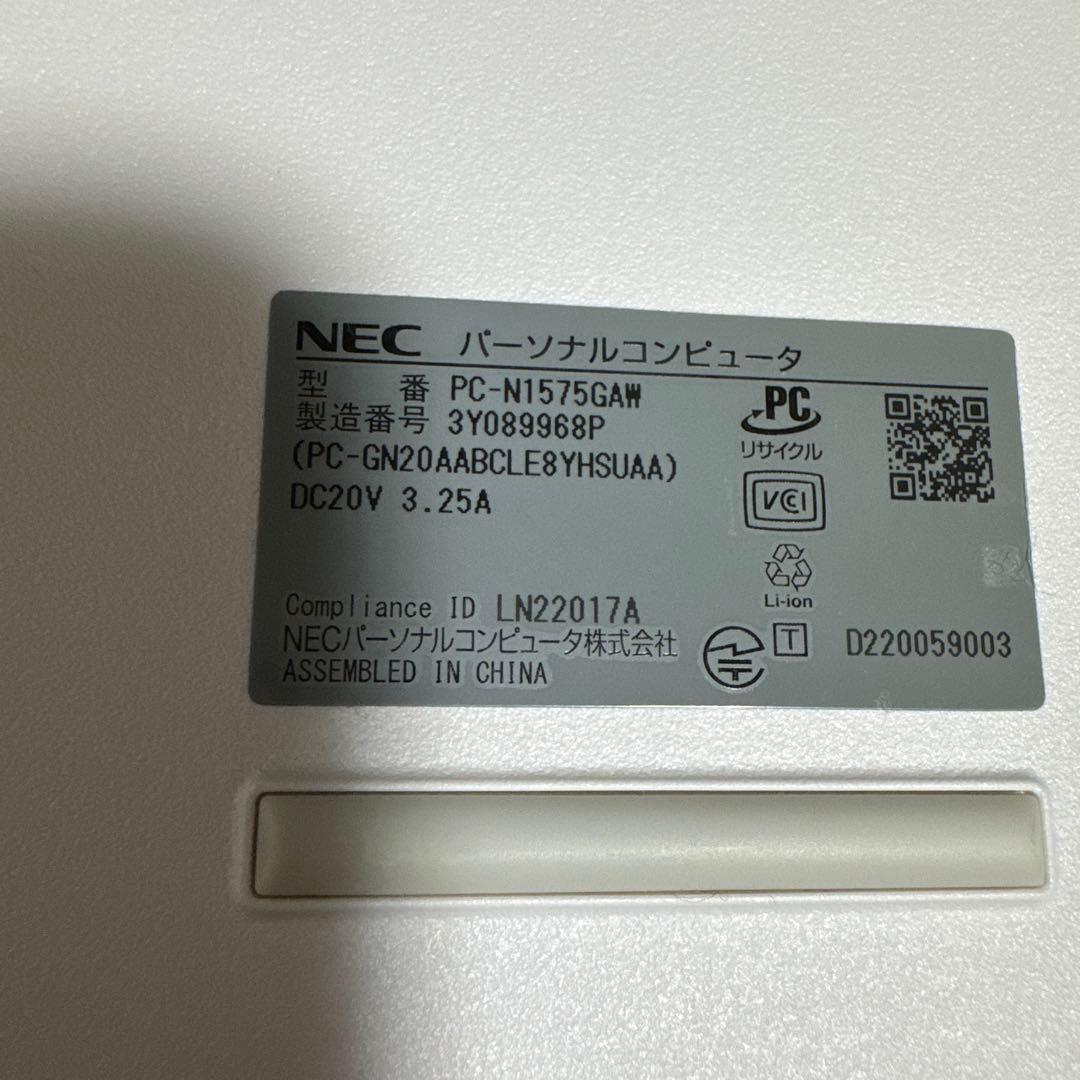 NEC パーソナルコンピュータ
型 番 PC-N1575GAW
製造番号 3Y089968P
(PC-GN20AABCLE8YHSUAA)
DC20V 3.25A
PC
リサイクル
VCI
Li-ion
Compliance ID LN22017A
NECパーソナルコンピュータ株式会社
ASSEMBLED IN CHINA
T
D220059003